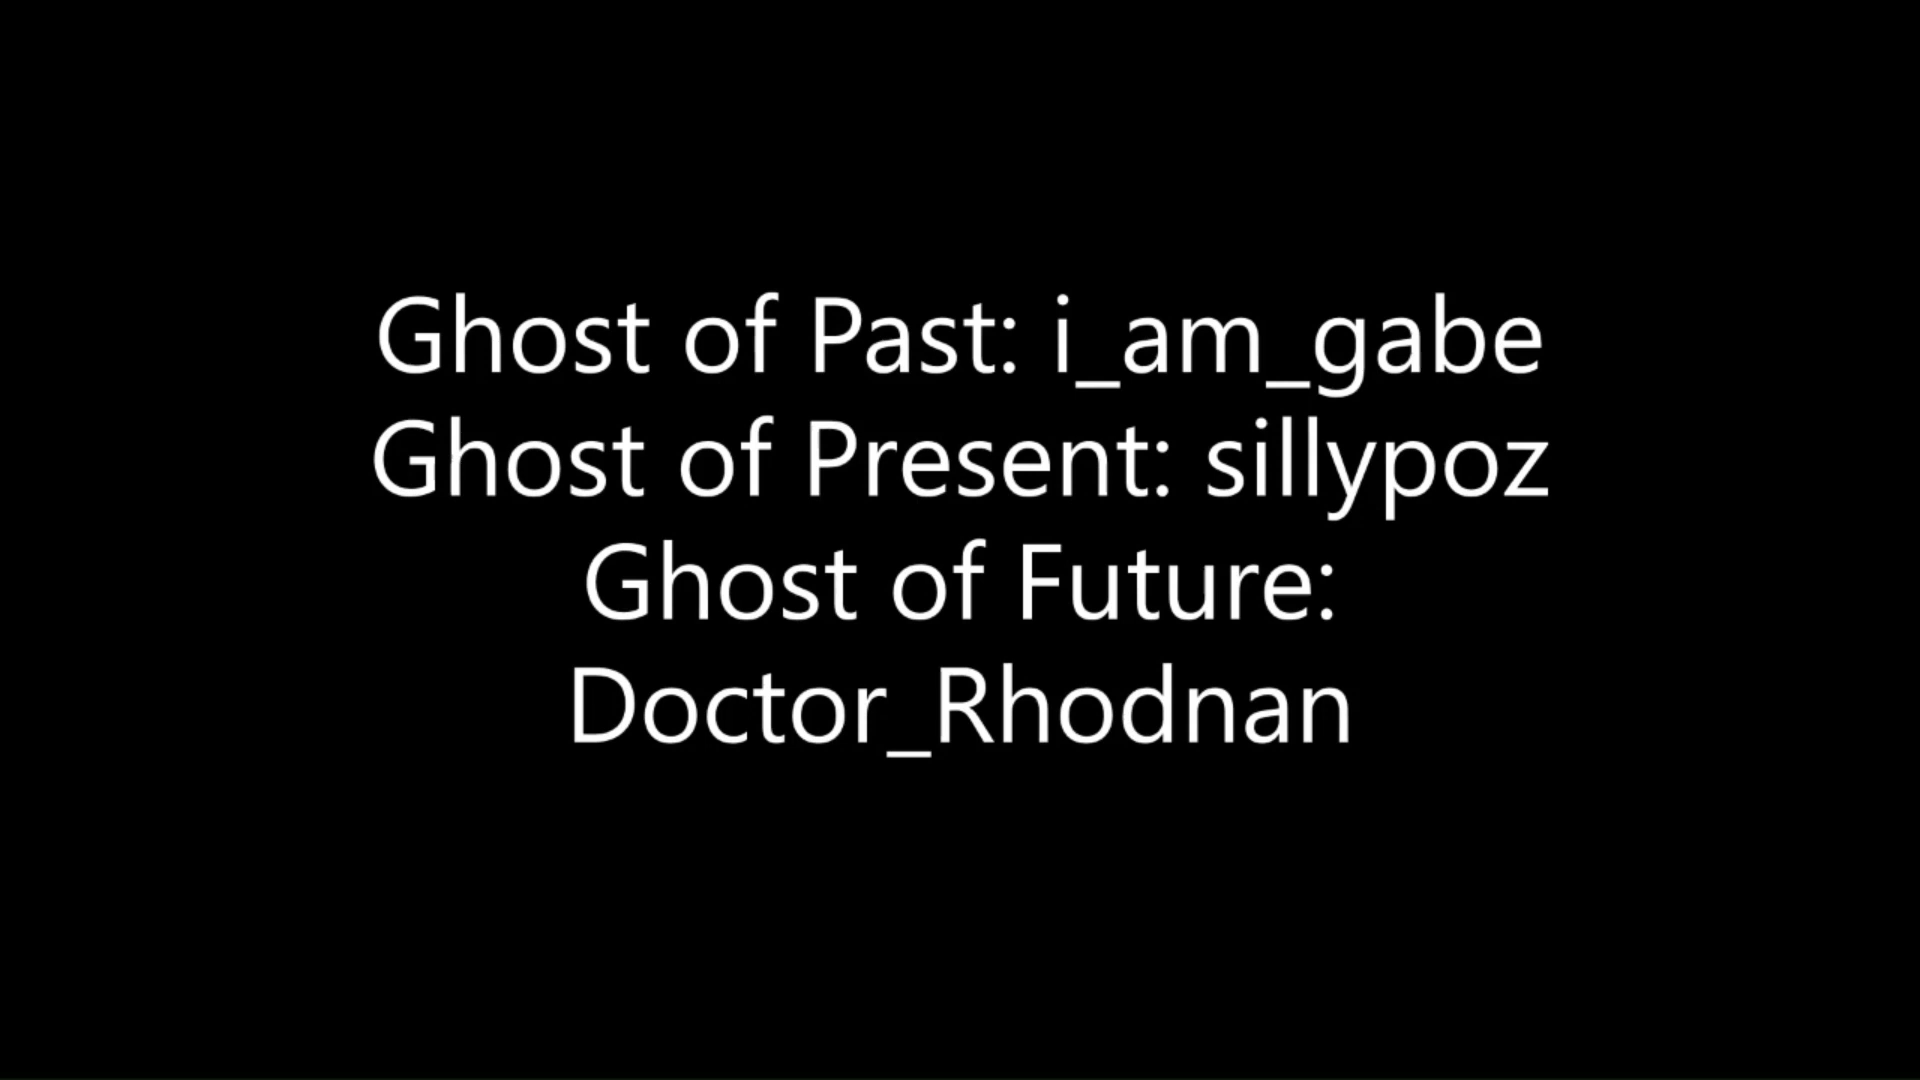 Ghost of Past: i_am_gabe
Ghost of Present: sillypoz
Ghost of Future:
Doctor_Rhodnan